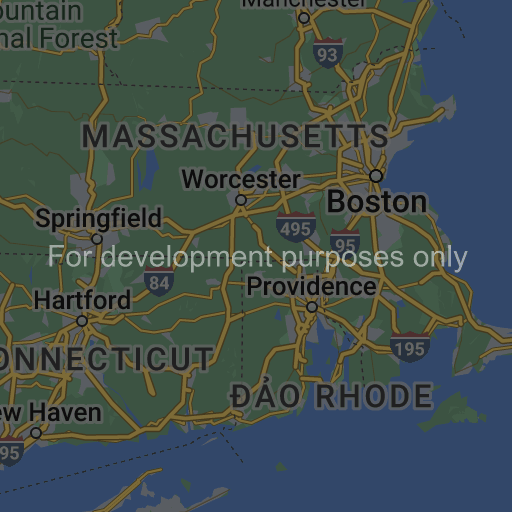 Manchester
ountain
nal Forest
93
MASSACHUSETTS
Worcester
Boston
Springfield
495
95
For development purposes only
84
Providence
Hartford
195
ONNECTICUT
ĐẢO RHODE
ew Haven
95